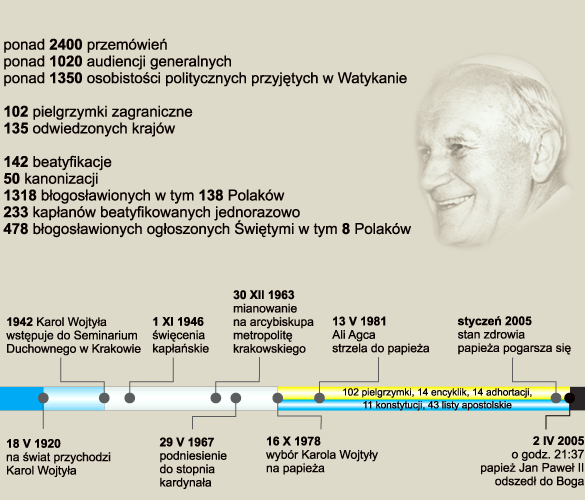 ponad 2400 przemówień
ponad 1020 audiencji generalnych
ponad 1350 osobistości politycznych przyjętych w Watykanie
102 pielgrzymki zagraniczne
135 odwiedzonych krajów
142 beatyfikacje
50 kanonizacji
1318 błogosławionych w tym 138 Polaków
233 kapłanów beatyfikowanych jednorazowo
478 błogosławionych ogłoszonych Świętymi w tym 8 Polaków
1942 Karol Wojtyła
wstępuje do Seminarium
Duchownego w Krakowie
1 XI 1946
święcenia
kapłańskie
30 XII 1963
mianowanie
na arcybiskupa
metropolitę
krakowskiego
13 V 1981
Ali Agca
strzela do papieża
styczeń 2005
stan zdrowia
papieża pogarsza się
102 pielgrzymki, 14 encyklik, 14 adhortacji,
11 konstytucji, 43 listy apostolskie
18 V 1920
na świat przychodzi
Karol Wojtyła
29 V 1967
podniesienie
do stopnia
kardynała
16 X 1978
wybór Karola Wojtyły
na papieża
2 IV 2005
o godz. 21:37
papież Jan Paweł II
odszedł do Boga